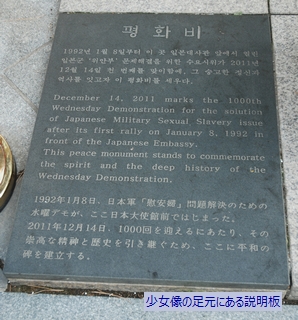 평 화 비
1992년 1월 8일부터 이 곳 일본대사관 앞에서 열린
일본군 '위안부' 문제해결을 위한 수요시위가 2011년
12월 14일 천 번째를 맞이함에, 그 숭고한 정신과
역사를 잇고자 이 평화비를 세우다.
December 14, 2011 marks the 1000th
Wednesday Demonstration for the solution
of Japanese Military Sexual Slavery issue
after its first rally on January 8, 1992 in
front of the Japanese Embassy.
This peace monument stands to commemorate
the spirit and the deep history of the
Wednesday Demonstration.
1992年1月8日、日本軍「慰安婦」問題解決のための
水曜デモが、ここ日本大使館前ではじまった。
2011年12月14日、1000回を迎えるにあたり、その
崇高な精神と歴史を引き継ぐため、ここに平和の
碑を建立する。
少女像の足元にある説明板